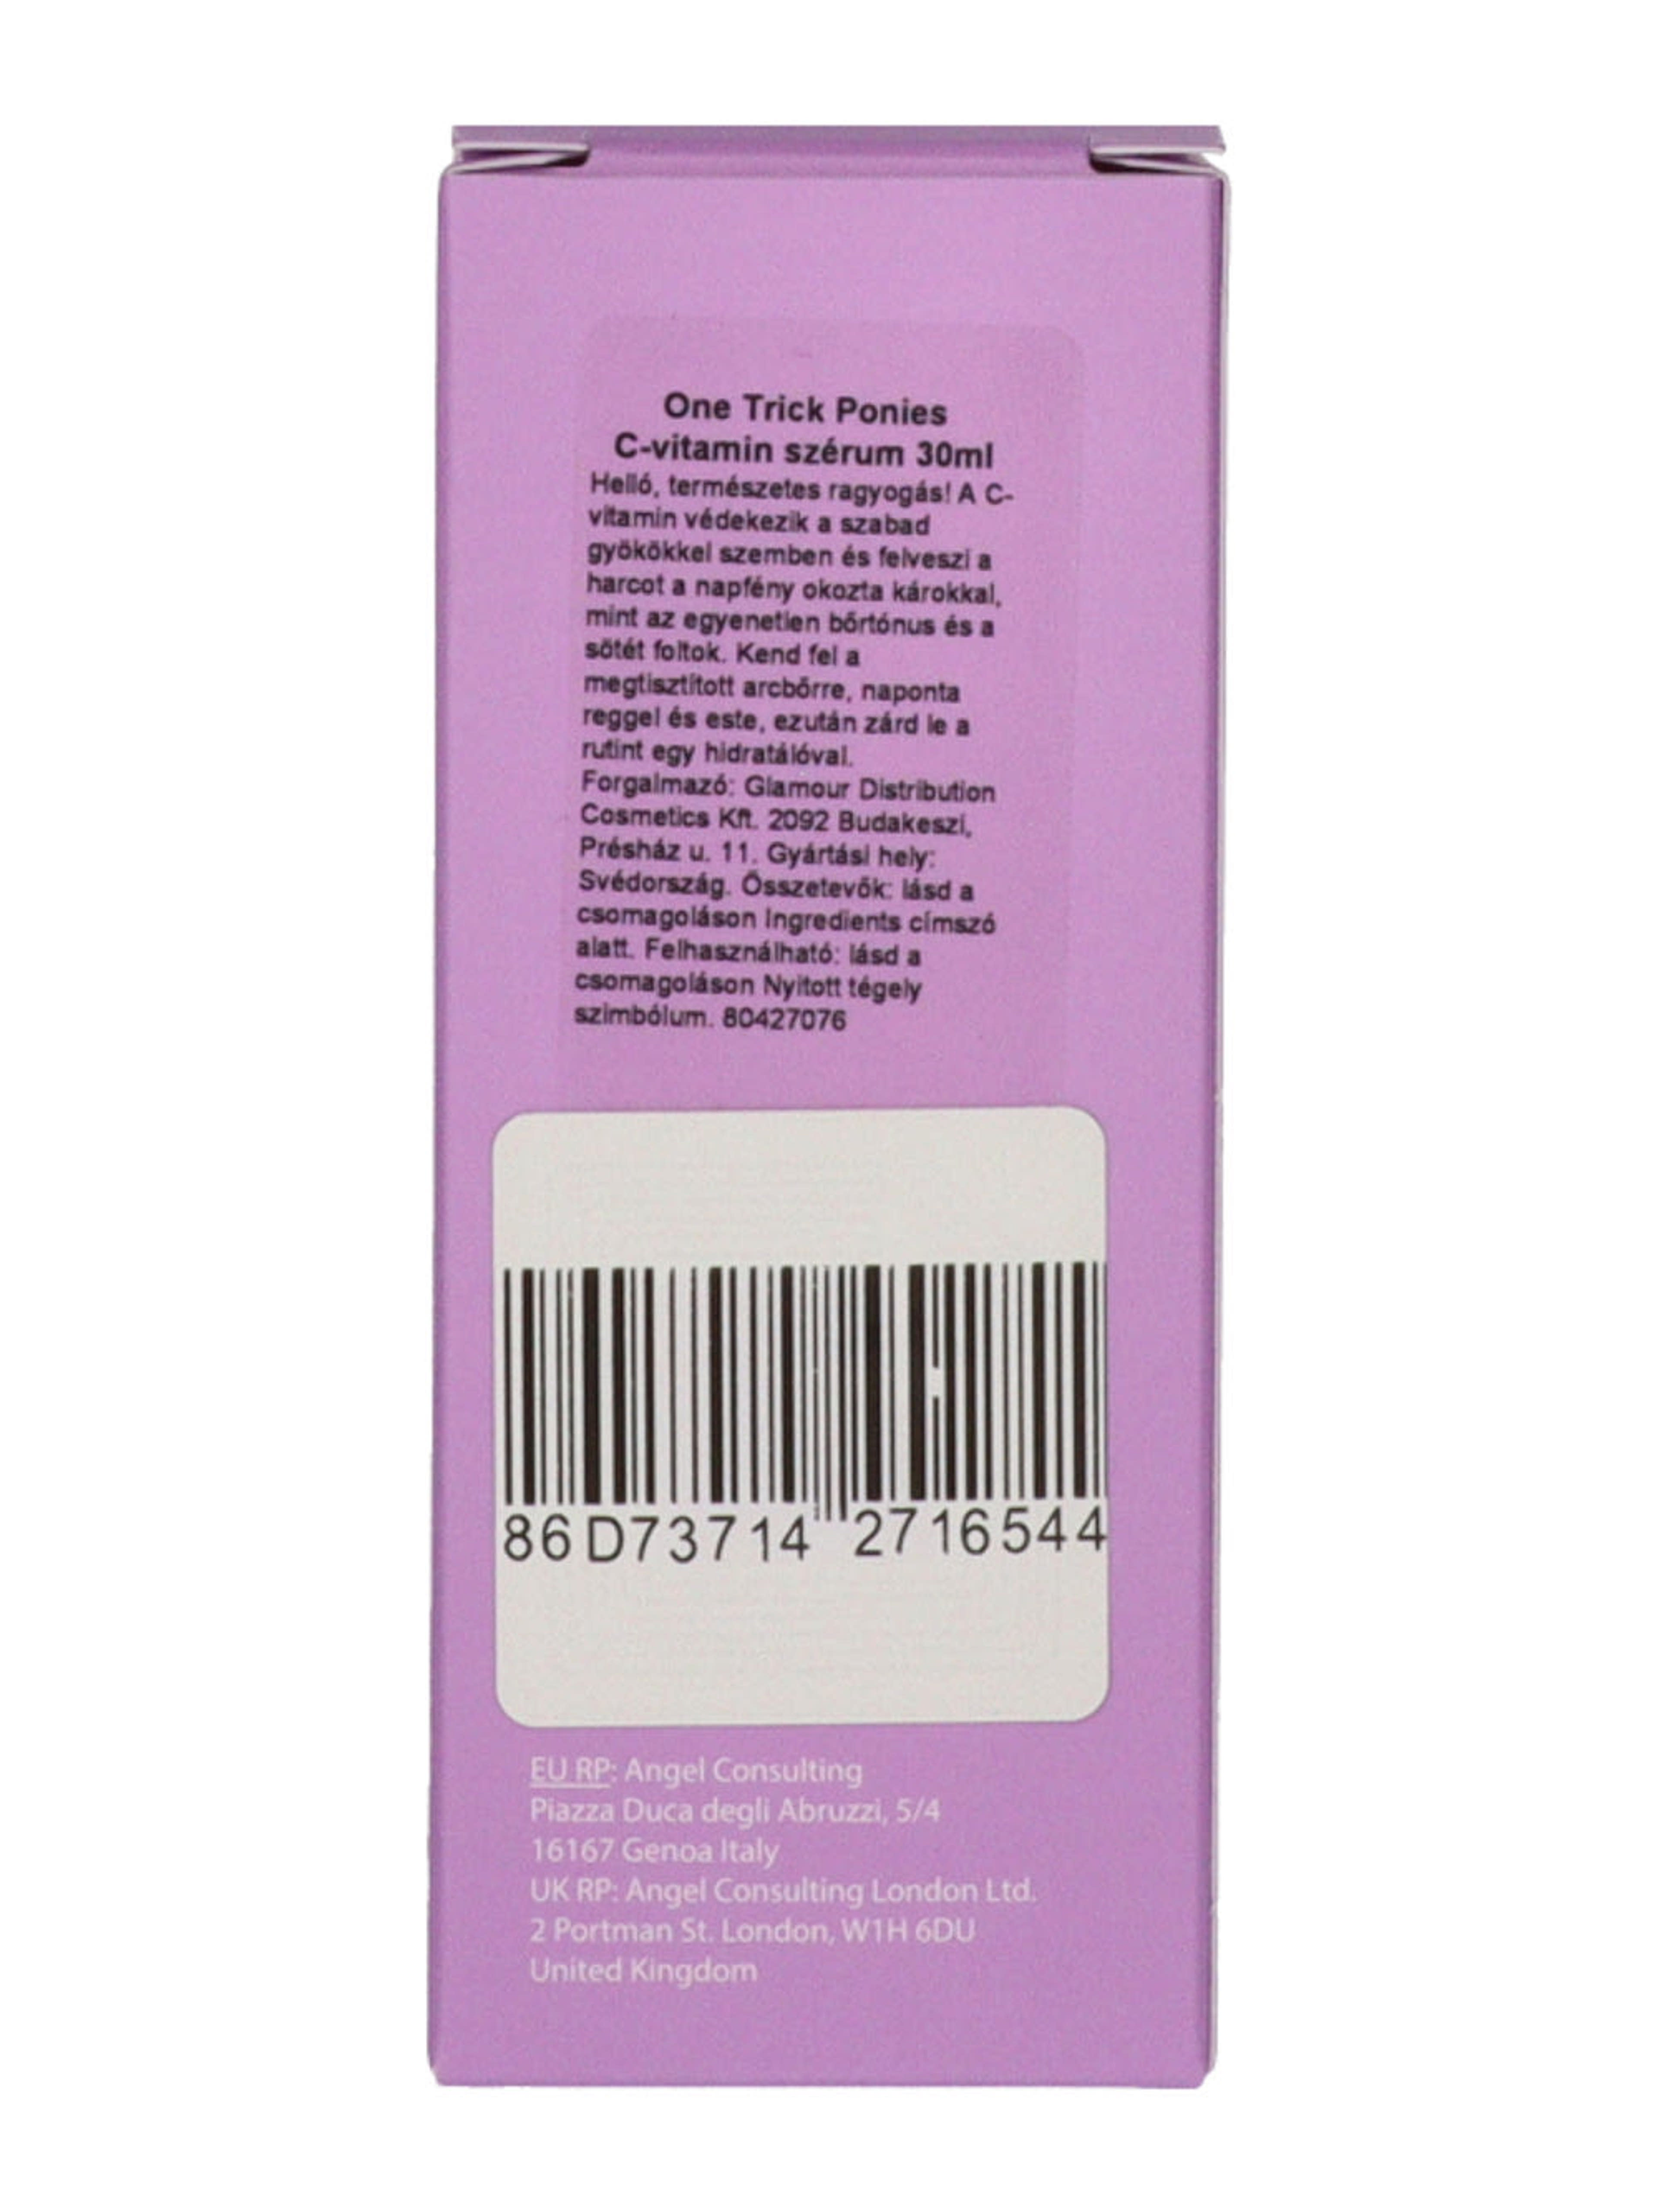 One Trick Ponies
C-vitamin szérum 30ml
Helló, természetes ragyogás! A C-
vitamin védekezik a szabad
gyökökkel szemben és felveszi a
harcot a napfény okozta károkkal,
mint az egyenetlen bőrtónus és a
sötét foltok. Kend fel a
megtisztított arcbőrre, naponta
reggel és este, ezután zárd le a
rutint egy hidratálóval.
Forgalmazó: Glamour Distribution
Cosmetics Kft. 2092 Budakeszi,
Présház u. 11. Gyártási hely:
Svédország. Összetevők: lásd a
csomagoláson Ingredients címszó
alatt. Felhasználható: lásd a
csomagoláson Nyitott tégely
szimbólum. 80427076
86D73714 2716544
EU RP: Angel Consulting
Piazza Duca degli Abruzzi, 5/4
16167 Genoa Italy
UK RP: Angel Consulting London Ltd.
2 Portman St. London, W1H 6DU
United Kingdom